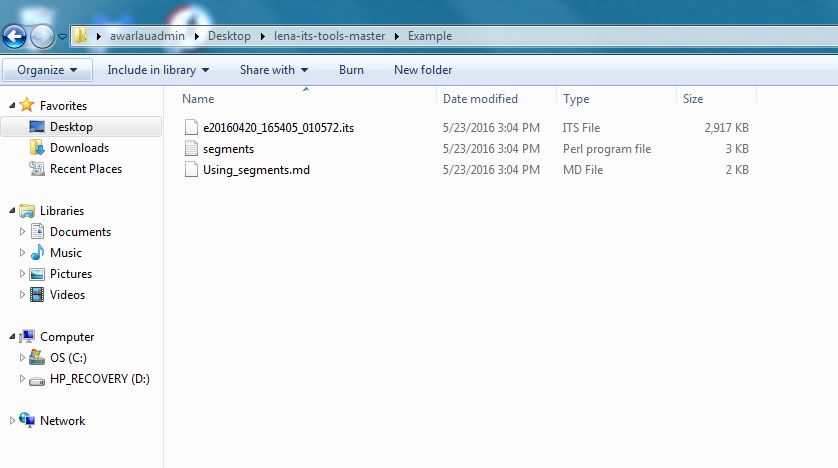 awarlauadmin Desktop lena-its-tools-master Example
Organize Include in library Share with Burn New folder
Favorites
Desktop
Downloads
Recent Places
Libraries
Documents
Music
Pictures
Videos
Computer
OS (C:)
HP_RECOVERY (D:)
Network
Name Date modified Type Size
e20160420_165405_010572.its 5/23/2016 3:04 PM ITS File 2,917 KB
segments 5/23/2016 3:04 PM Perl program file 3 KB
Using_segments.md 5/23/2016 3:04 PM MD File 2 KB